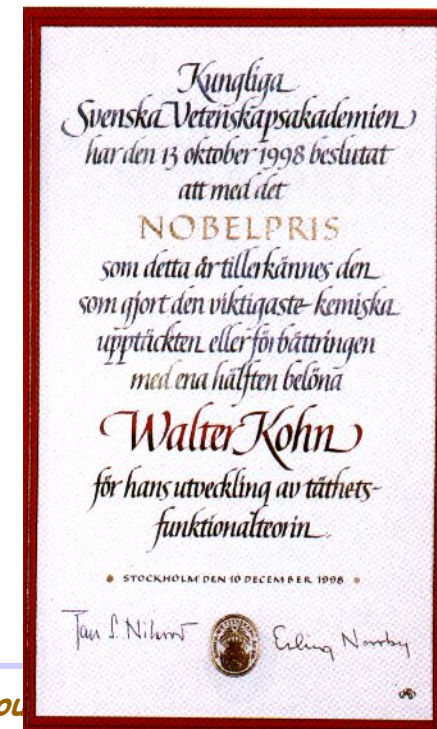 Kungliga
Svenska Vetenskapsakademien
har den 13 oktober 1998 beslutat
att med det
NOBELPRIS
som detta år tillerkännes den
som gjort den viktigaste kemiska
upptäckten eller förbättringen
med ena hälften belöna
Walter Kohn
för hans utveckling av täthets-
funktionalteorin
STOCKHOLM DEN 10 DECEMBER 1998
Erling Norrby
ou